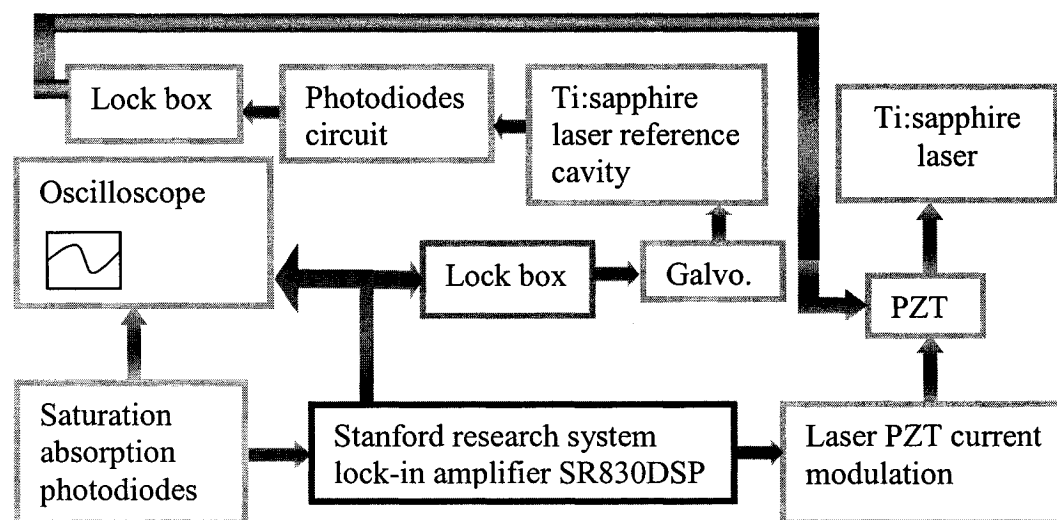 Lock box
Photodiodes
circuit
Ti:sapphire
laser reference
cavity
Ti:sapphire
laser
Oscilloscope
Lock box
Galvo.
PZT
Saturation
absorption
photodiodes
Stanford research system
lock-in amplifier SR830DSP
Laser PZT current
modulation